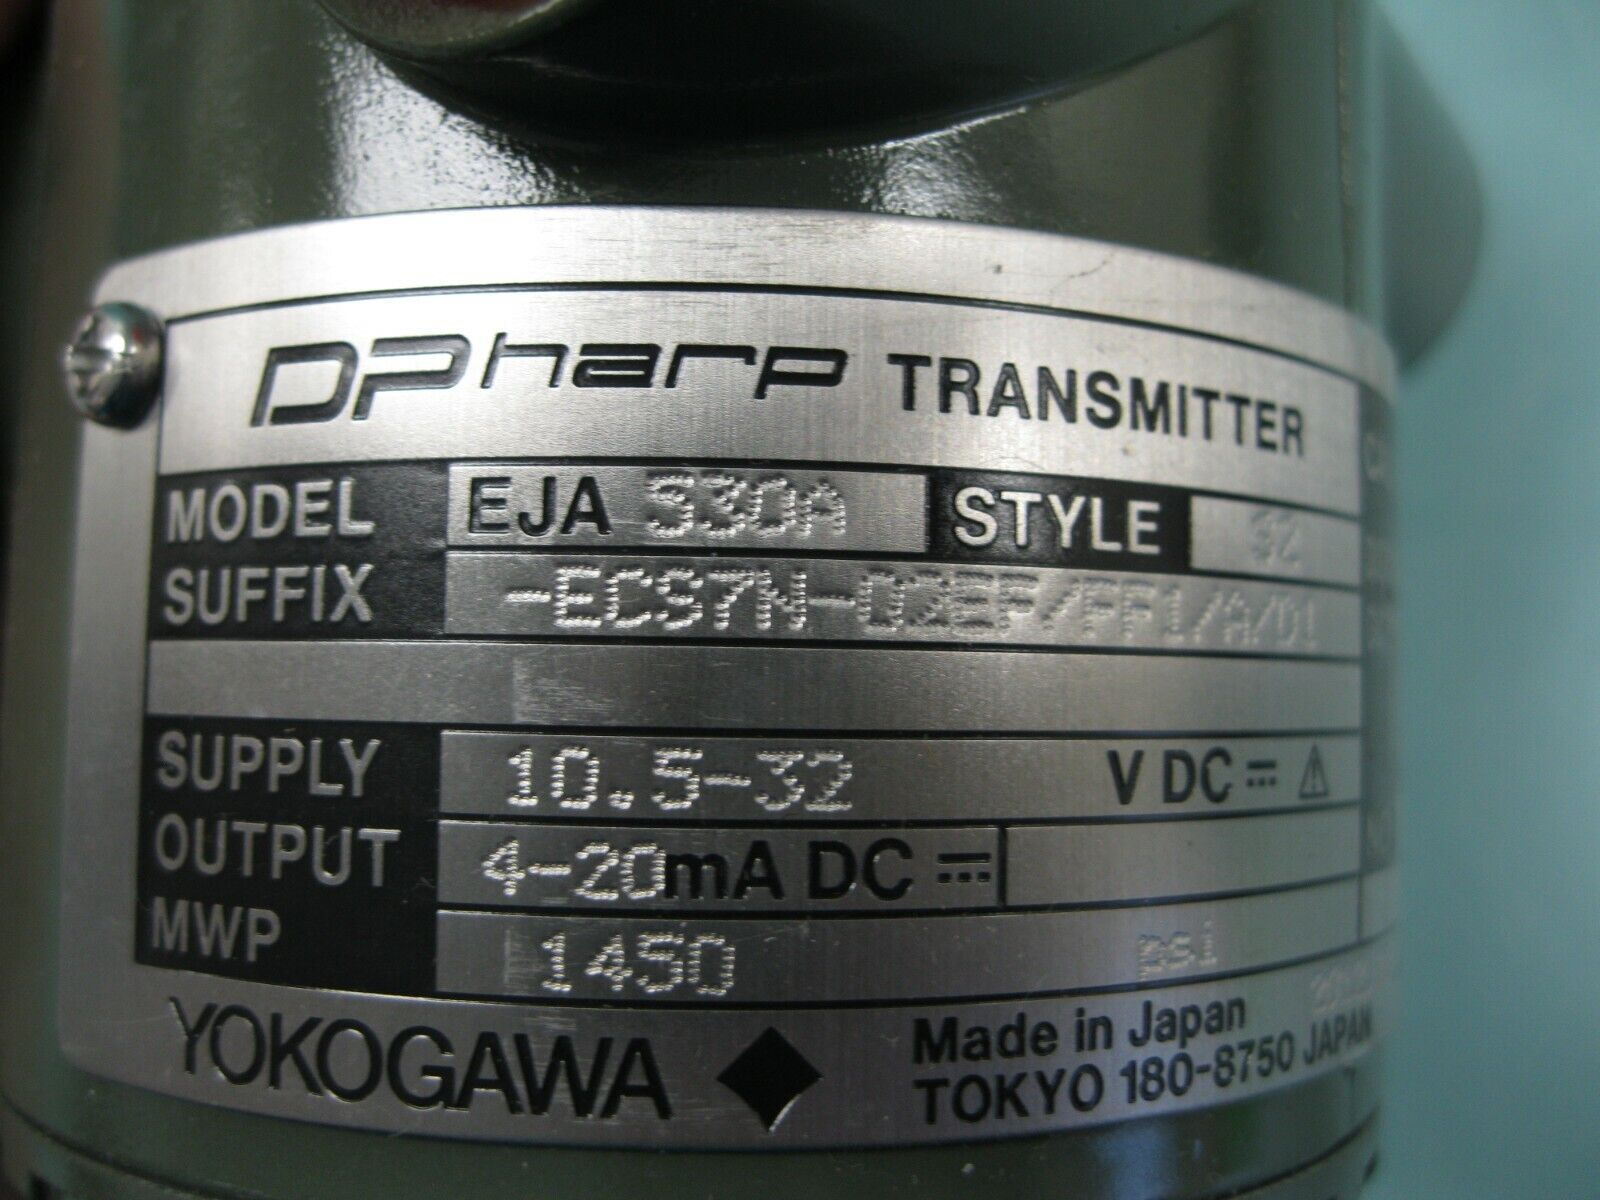 DPharp TRANSMITTER
MODEL EJA 530A STYLE S2
SUFFIX -ECS7N-02EF/FF1/A/D1
SUPPLY 10.5-32 V DC
OUTPUT 4-20mA DC
MWP 1450 psi
YOKOGAWA
Made in Japan
TOKYO 180-8750 JAPAN